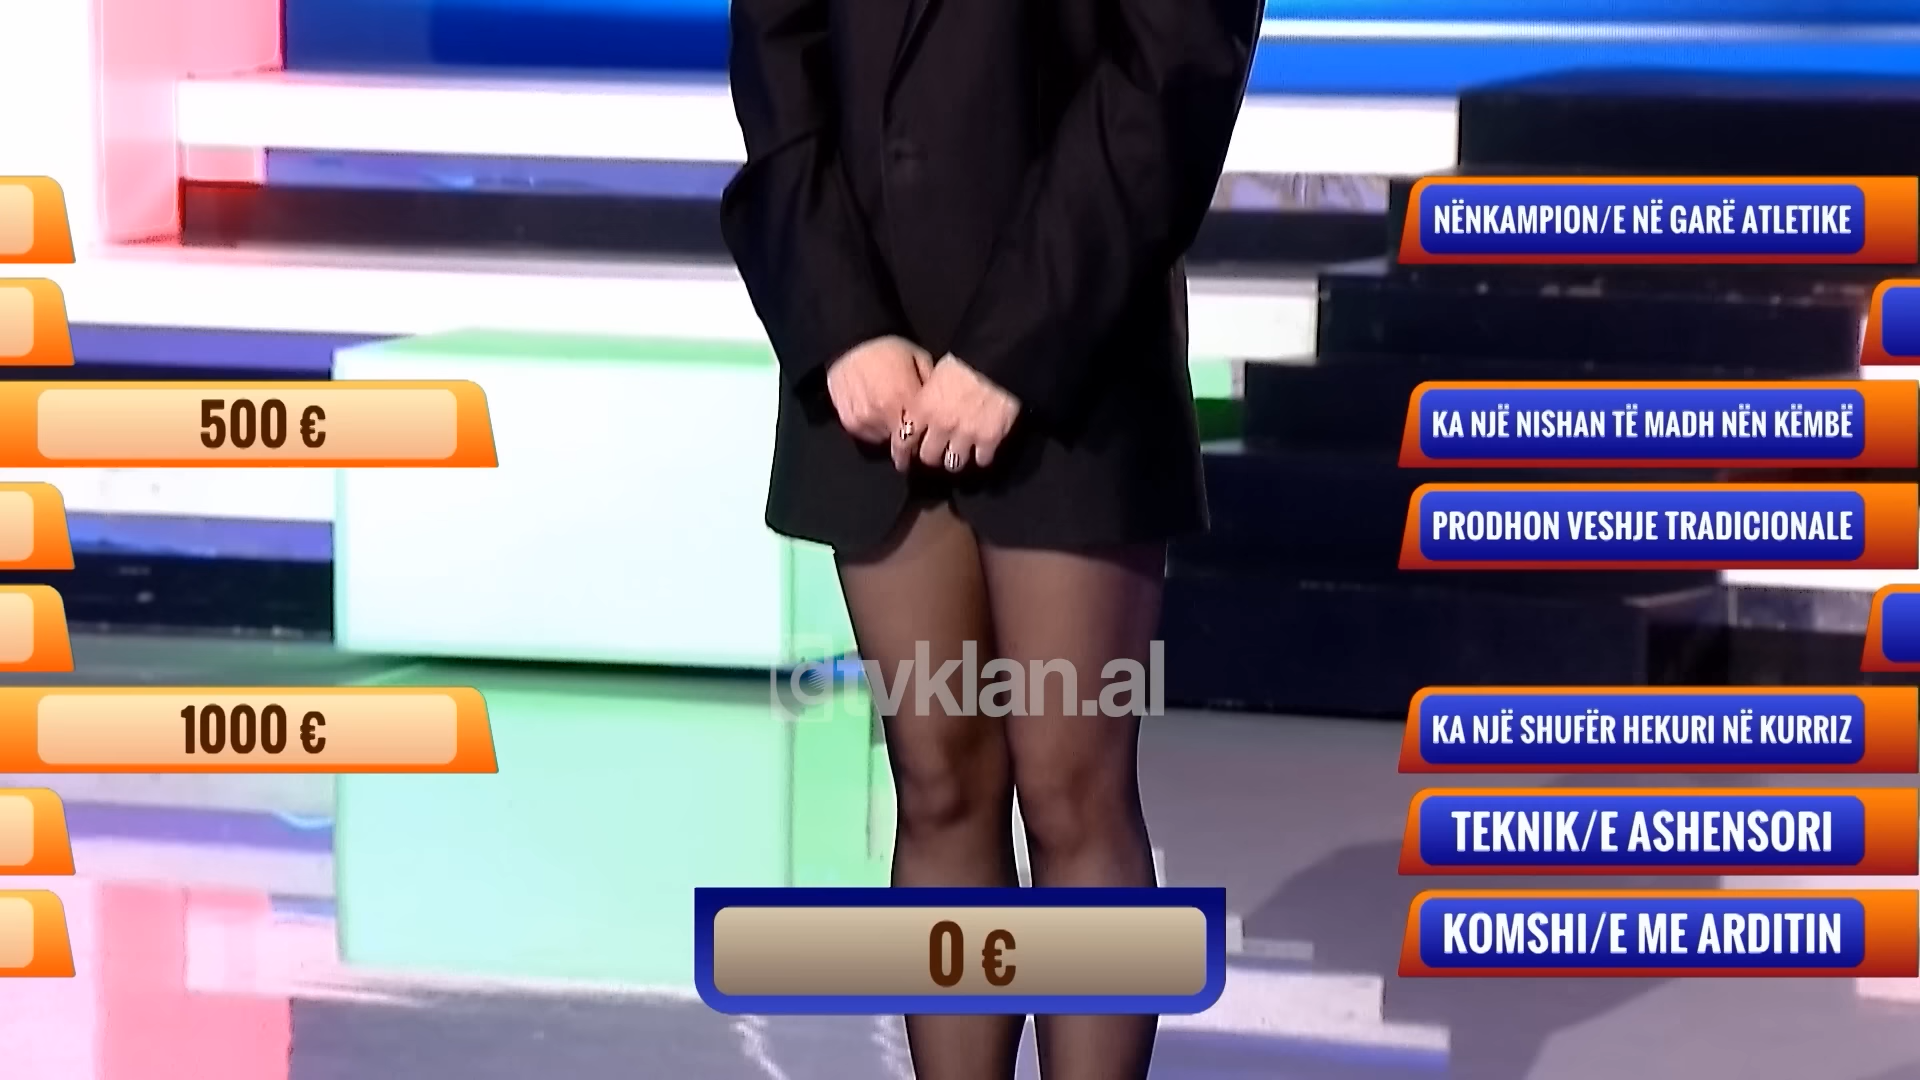 NËNKAMPION/E NË GARË ATLETIKE
500 €
KA NJË NISHAN TË MADH NËN KËMBË
PRODHON VESHJE TRADICIONALE
tvklan.al
1000 €
KA NJË SHUFËR HEKURI NË KURRIZ
TEKNIK/E ASHENSORI
KOMSHI/E ME ARDITIN
0 €